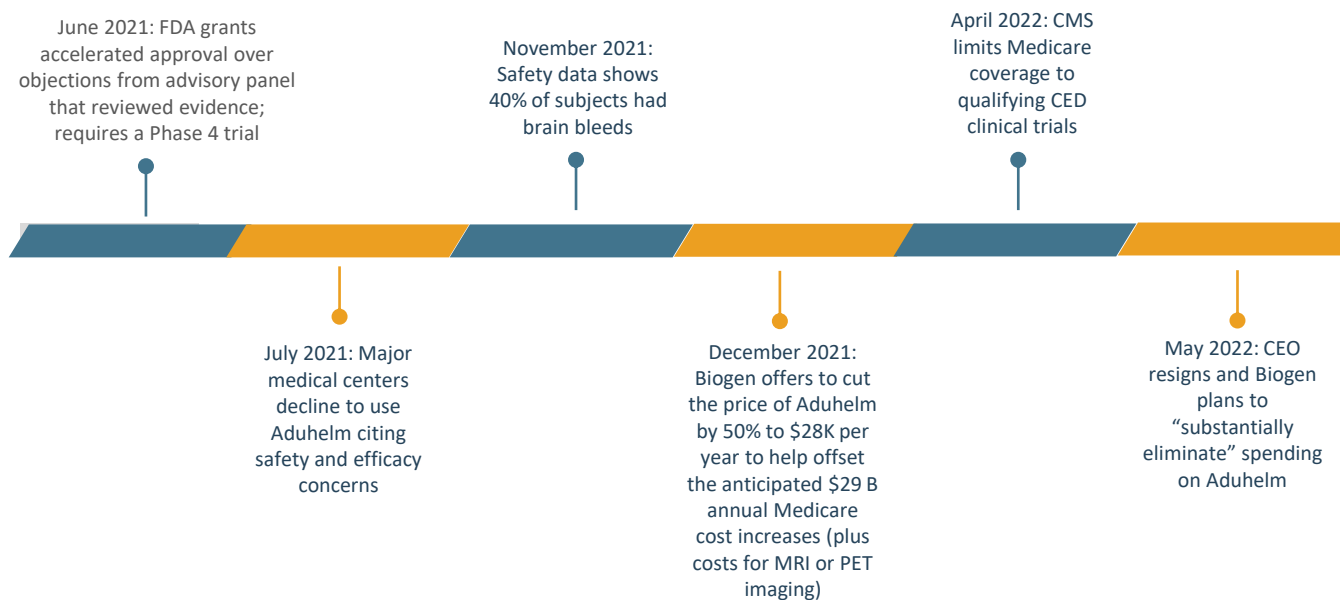 June 2021: FDA grants
accelerated approval over
objections from advisory panel
that reviewed evidence;
requires a Phase 4 trial
July 2021: Major
medical centers
decline to use
Aduhelm citing
safety and efficacy
concerns
November 2021:
Safety data shows
40% of subjects had
brain bleeds
December 2021:
Biogen offers to cut
the price of Aduhelm
by 50% to $28K per
year to help offset
the anticipated $29 B
annual Medicare
cost increases (plus
costs for MRI or PET
imaging)
April 2022: CMS
limits Medicare
coverage to
qualifying CED
clinical trials
May 2022: CEO
resigns and Biogen
plans to
“substantially
eliminate” spending
on Aduhelm